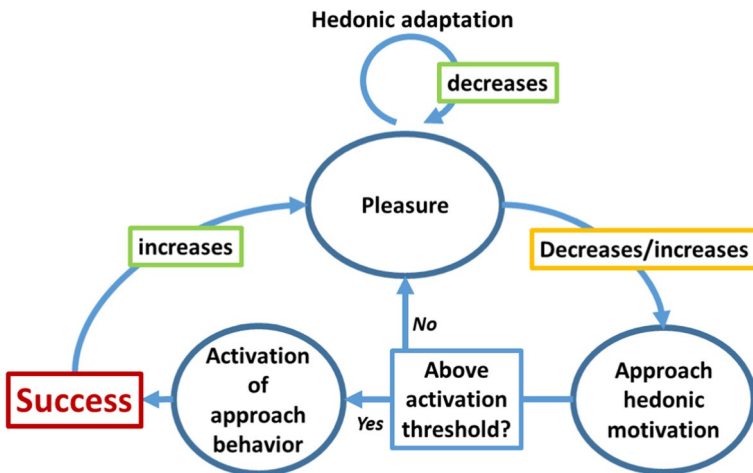 Hedonic adaptation
decreases
Pleasure
increases
Decreases/increases
No
Success
Activation
of
approach
behavior
Yes
Above
activation
threshold?
Approach
hedonic
motivation